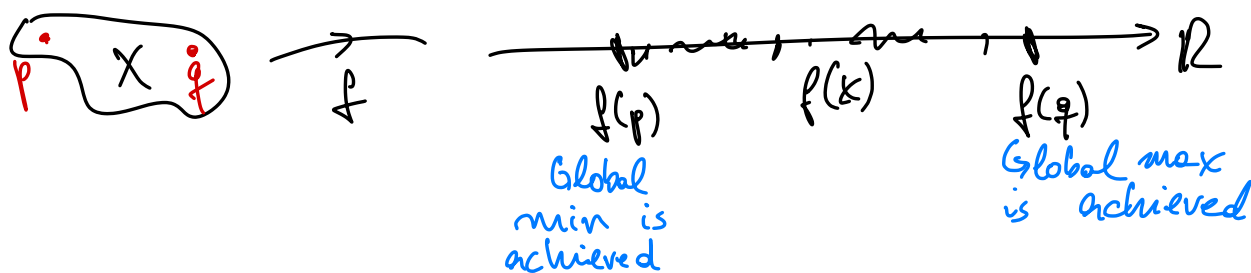 p X q
f
f(p) f(X) f(q)
ℝ
Global
min is
achieved
Global max
is achieved